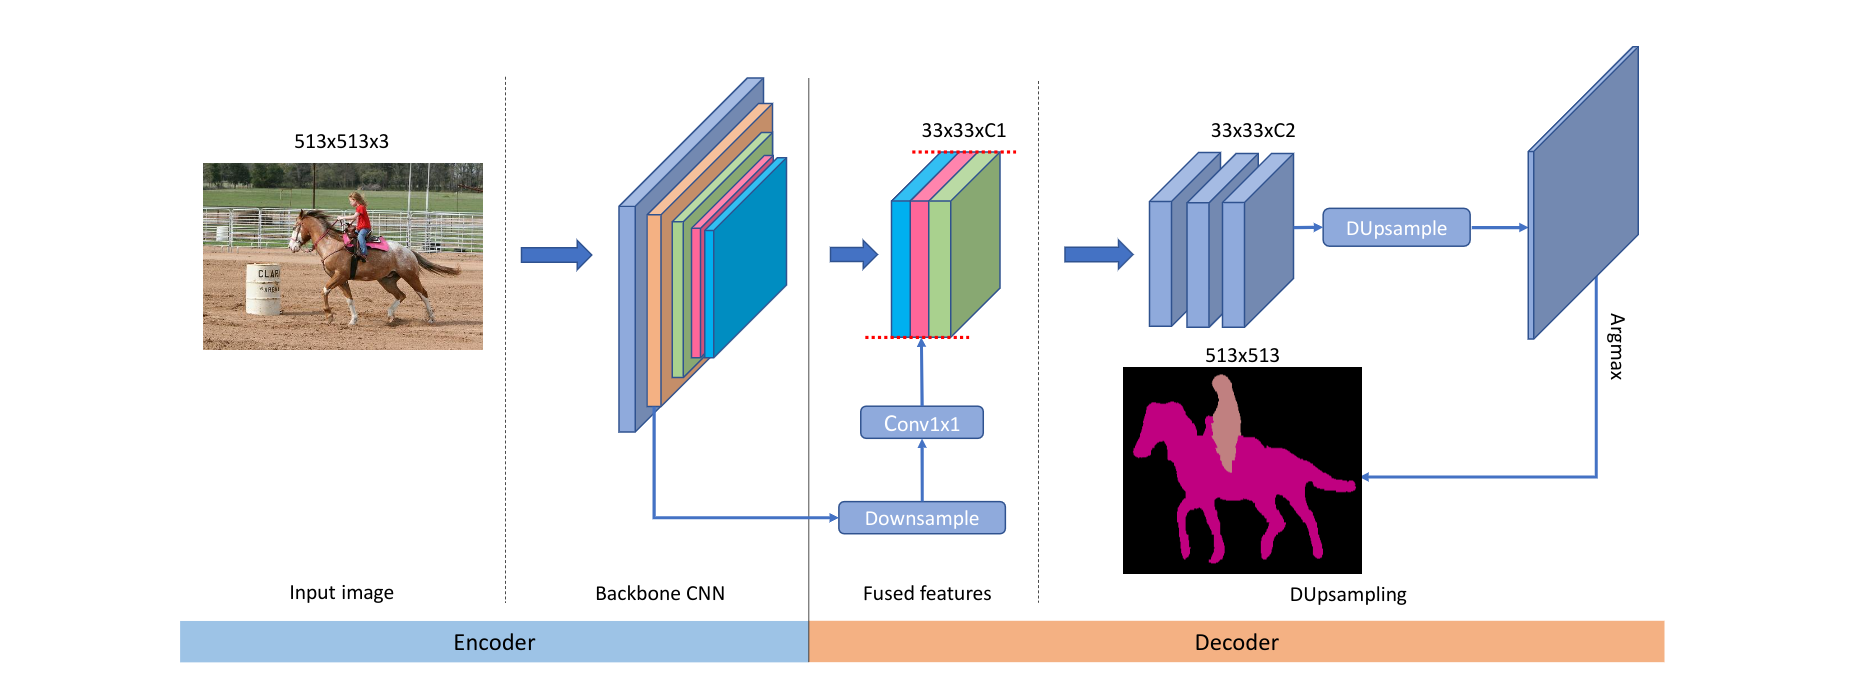 513x513x3
CLAR
33x33xC1
33x33xC2
DUpsample
Argmax
513x513
Conv1x1
Downsample
Input image
Backbone CNN
Fused features
DUpsampling
Encoder
Decoder